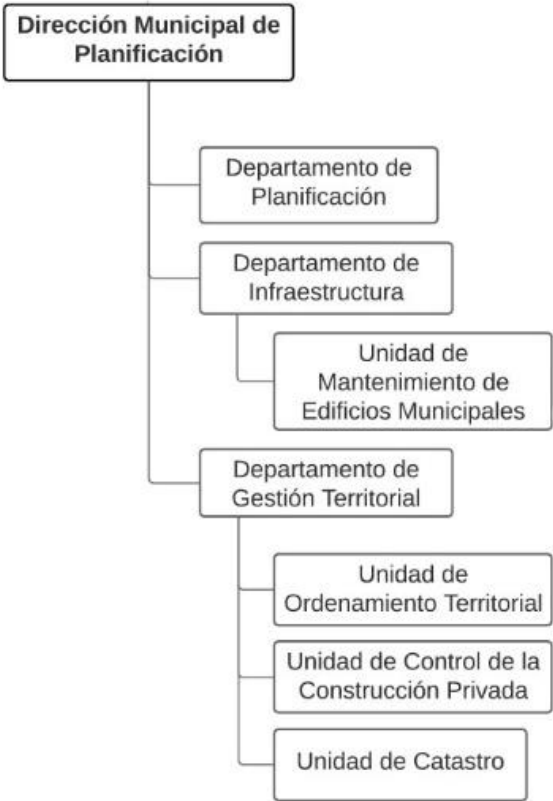 Dirección Municipal de
Planificación
Departamento de
Planificación
Departamento de
Infraestructura
Unidad de
Mantenimiento de
Edificios Municipales
Departamento de
Gestión Territorial
Unidad de
Ordenamiento Territorial
Unidad de Control de la
Construcción Privada
Unidad de Catastro